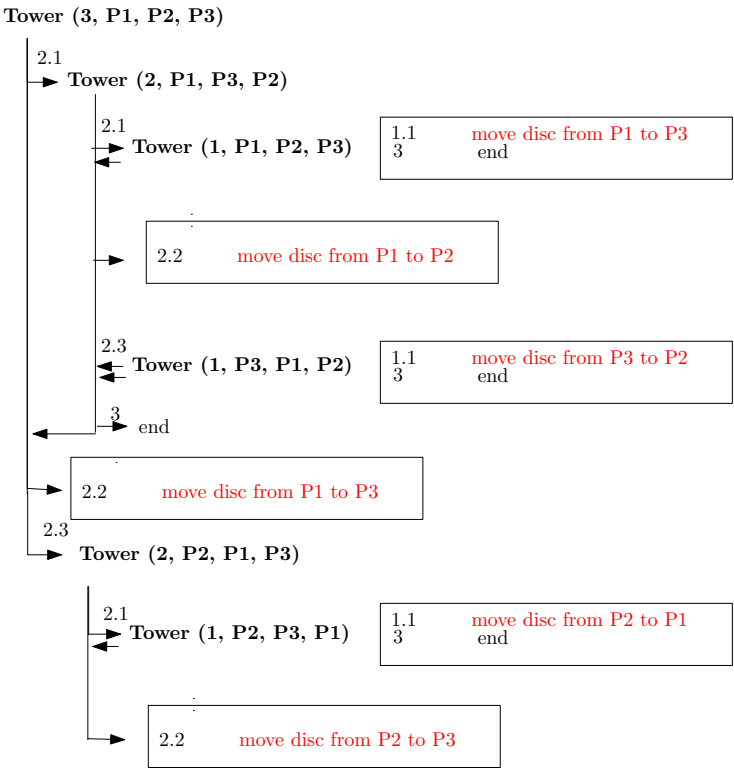 Tower (3, P1, P2, P3)
2.1
Tower (2, P1, P3, P2)
2.1
Tower (1, P1, P2, P3)
1.1 move disc from P1 to P3
3 end
2.2 move disc from P1 to P2
2.3
Tower (1, P3, P1, P2)
1.1 move disc from P3 to P2
3 end
3
end
2.2 move disc from P1 to P3
2.3
Tower (2, P2, P1, P3)
2.1
Tower (1, P2, P3, P1)
1.1 move disc from P2 to P1
3 end
2.2 move disc from P2 to P3